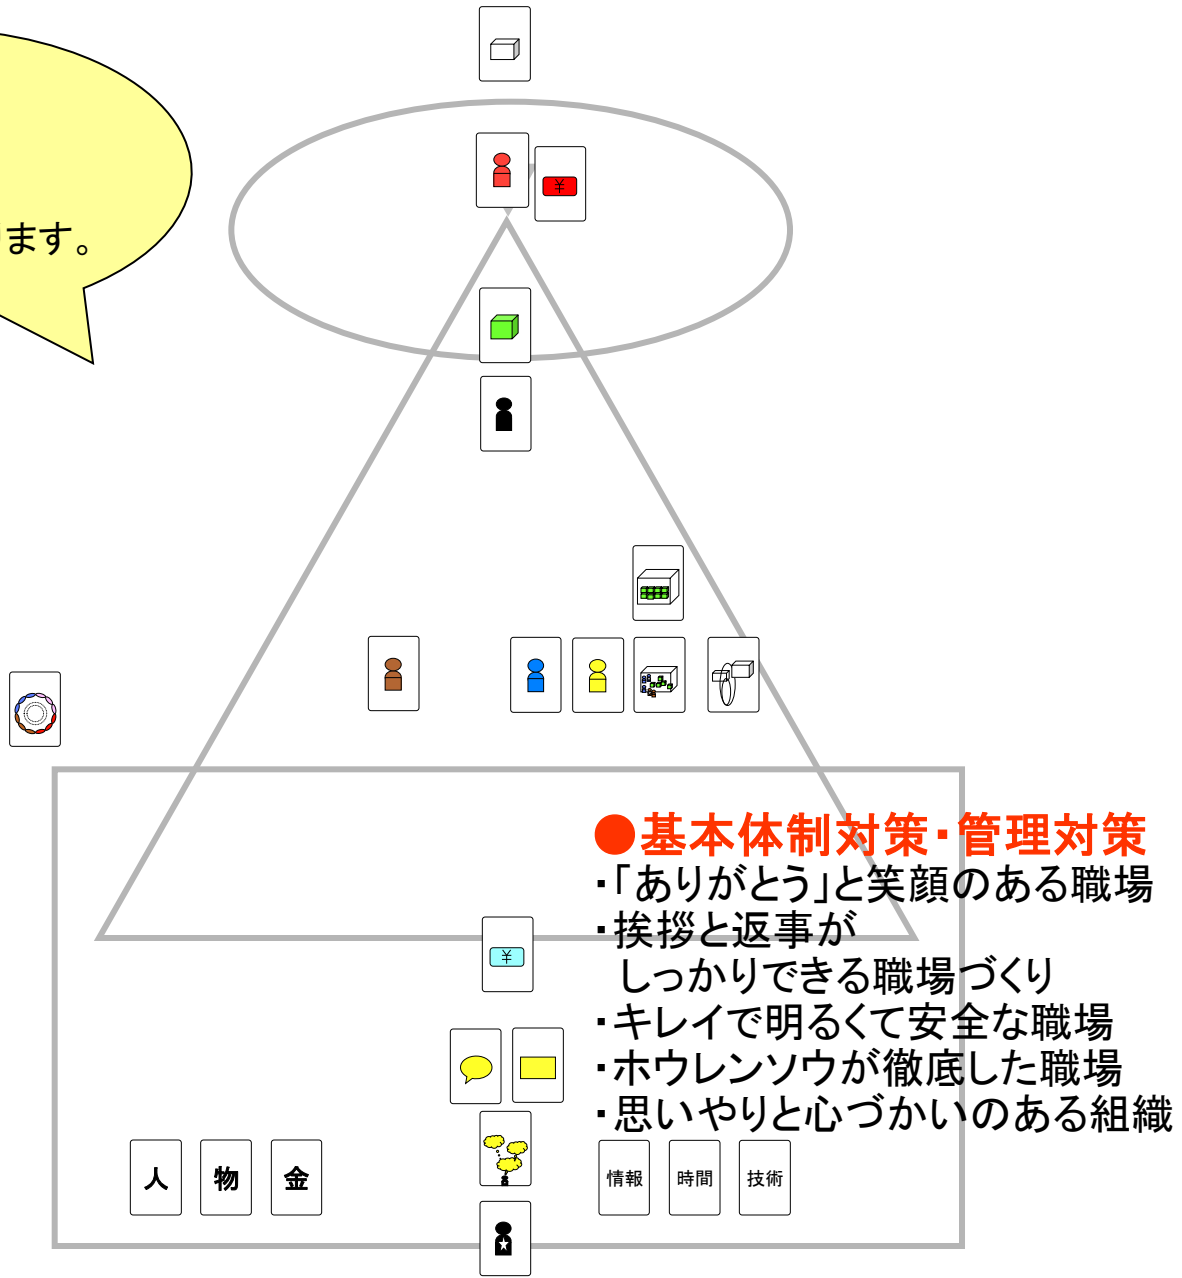 ます。
¥
●基本体制対策・管理対策
・「ありがとう」と笑顔のある職場
・挨拶と返事が
しっかりできる職場づくり
¥
・キレイで明るくて安全な職場
・ホウレンソウが徹底した職場
・思いやりと心づかいのある組織
人 物 金 情報 時間 技術